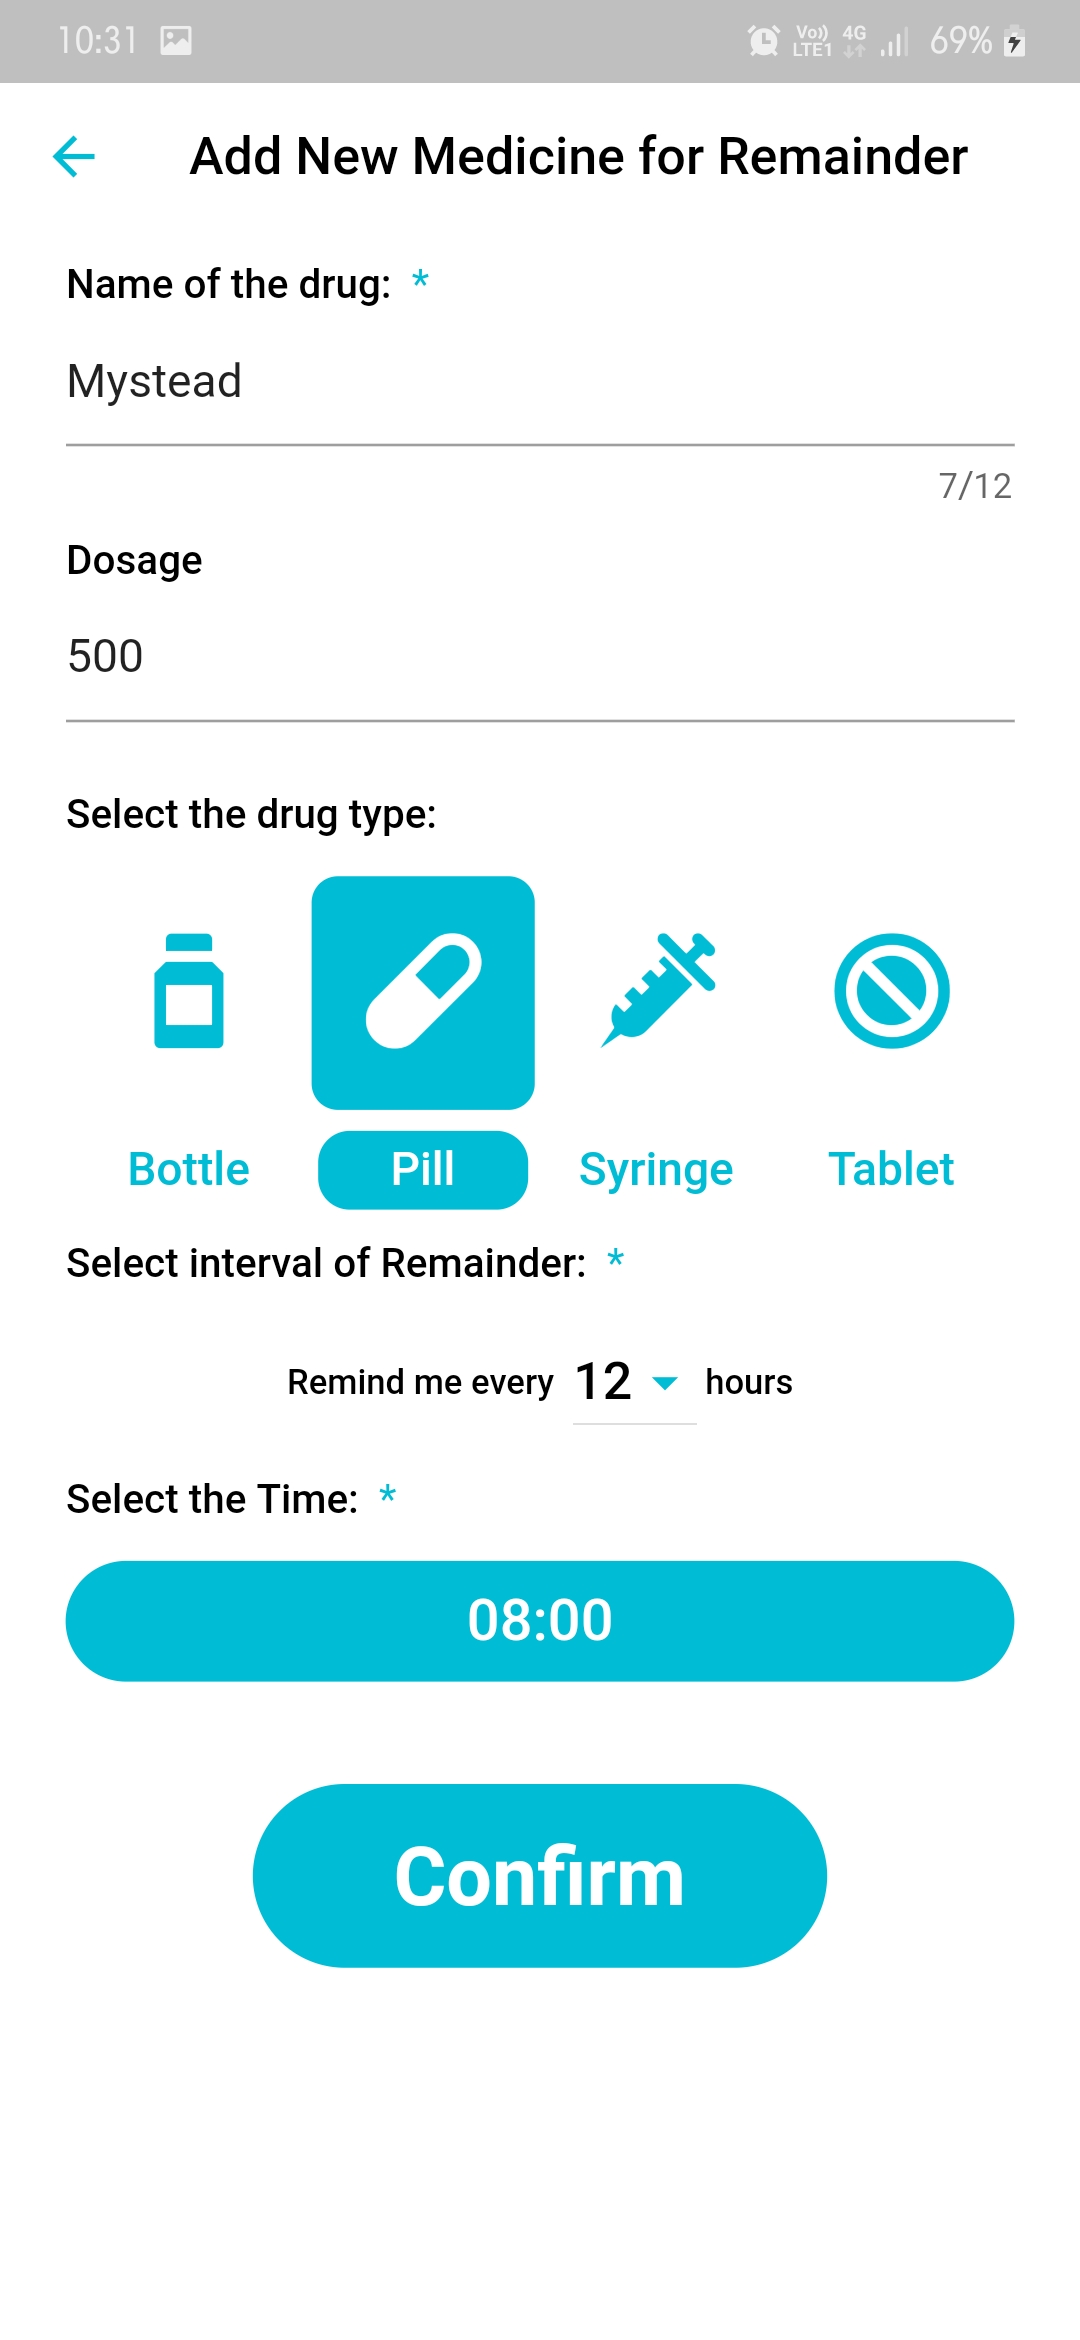 10:31 Vo)) LTE1 4G 69%
Add New Medicine for Remainder
Name of the drug: *
Mystead
7/12
Dosage
500
Select the drug type:
Bottle Pill Syringe Tablet
Select interval of Remainder: *
Remind me every 12 hours
Select the Time: *
08:00
Confirm